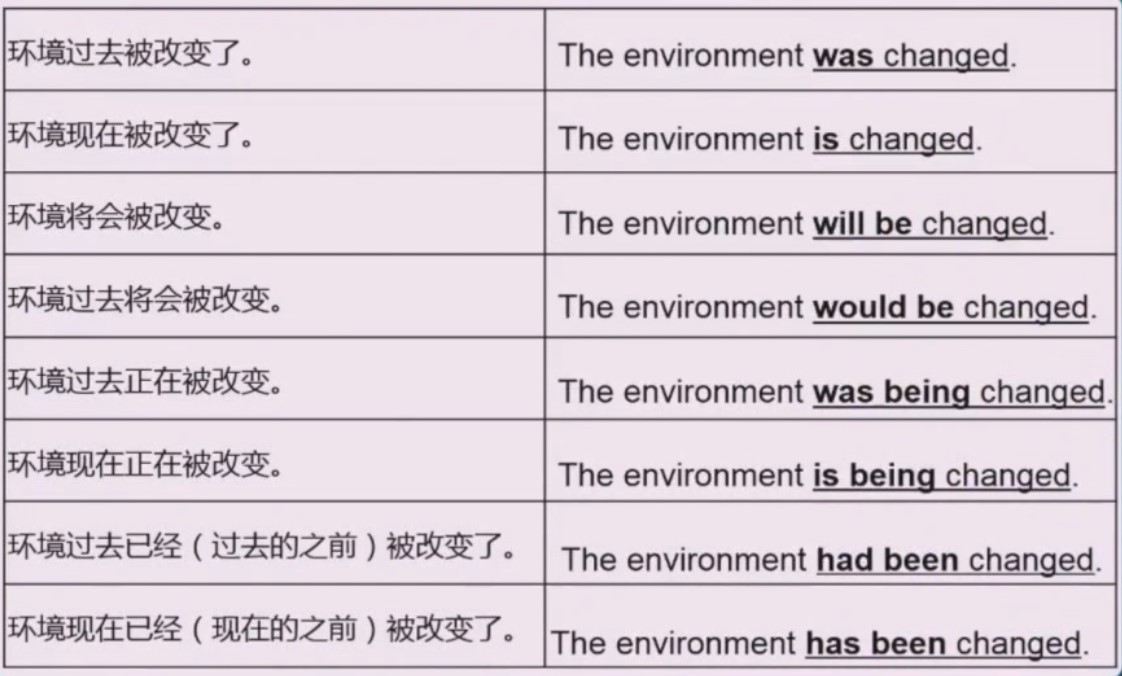 环境过去被改变了。 The environment was changed.
环境现在被改变了。 The environment is changed.
环境将会被改变。 The environment will be changed.
环境过去将会被改变。 The environment would be changed.
环境过去正在被改变。 The environment was being changed.
环境现在正在被改变。 The environment is being changed.
环境过去已经（过去的之前）被改变了。 The environment had been changed.
环境现在已经（现在的之前）被改变了。 The environment has been changed.